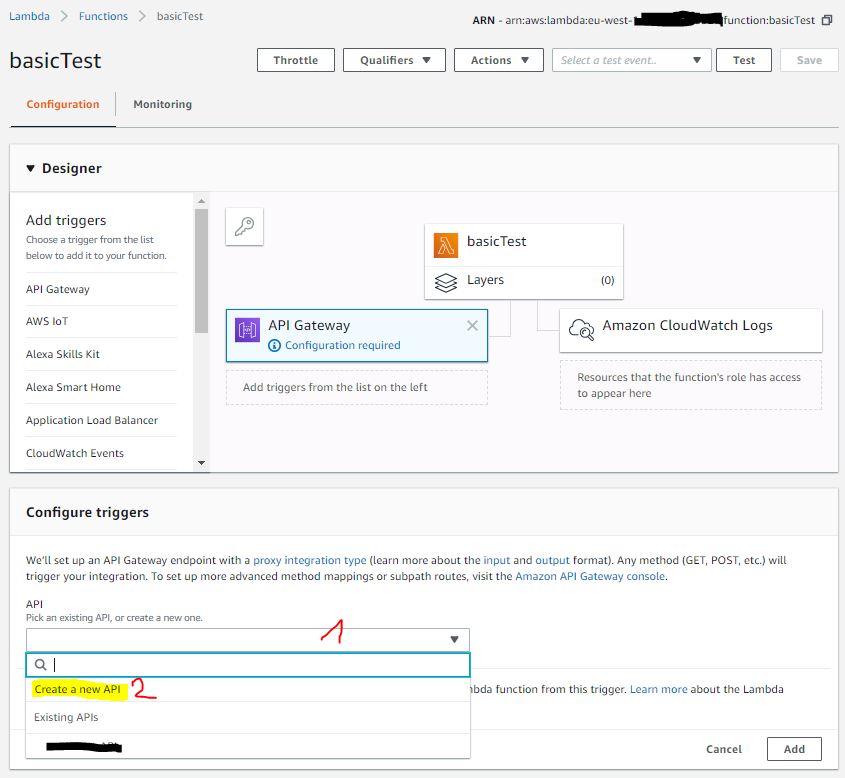 Lambda > Functions > basicTest
ARN - arn:aws:lambda:eu-west- function:basicTest
basicTest
Throttle
Qualifiers
Actions
Select a test event..
Test
Save
Configuration
Monitoring
Designer
Add triggers
Choose a trigger from the list
below to add it to your function.
API Gateway
AWS IoT
Alexa Skills Kit
Alexa Smart Home
Application Load Balancer
CloudWatch Events
basicTest
Layers (0)
API Gateway
Configuration required
Add triggers from the list on the left
Amazon CloudWatch Logs
Resources that the function's role has access
to appear here
Configure triggers
We'll set up an API Gateway endpoint with a proxy integration type (learn more about the input and output format). Any method (GET, POST, etc.) will
trigger your integration. To set up more advanced method mappings or subpath routes, visit the Amazon API Gateway console.
API
Pick an existing API, or create a new one.
1
Create a new API 2
function from this trigger. Learn more about the Lambda
Existing APIs
Cancel
Add